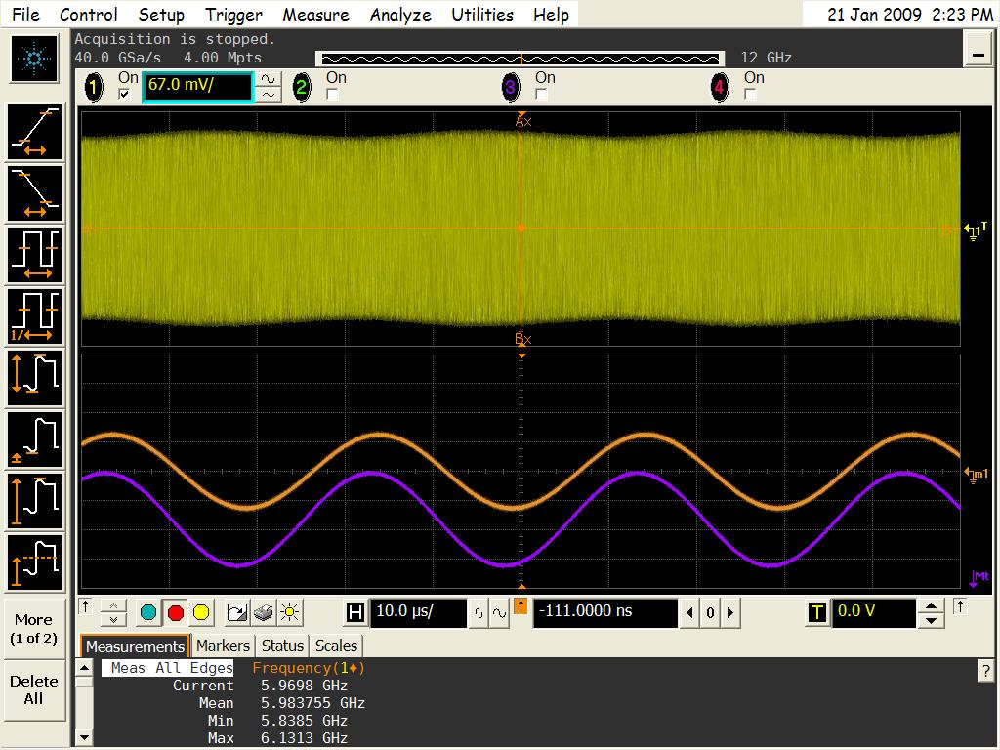 File Control Setup Trigger Measure Analyze Utilities Help 21 Jan 2009 2:23 PM
Acquisition is stopped.
40.0 GSa/s 4.00 Mpts 12 GHz
1 On 67.0 mV/ 2 On 3 On 4 On
Ax
1 T
Bx
1/
m1
Mt
H 10.0 µs/ -111.0000 ns 0 T 0.0 V
More
(1 of 2)
Delete
All
Measurements Markers Status Scales
Meas All Edges Frequency(1♦) ?
Current 5.9698 GHz
Mean 5.983755 GHz
Min 5.8385 GHz
Max 6.1313 GHz